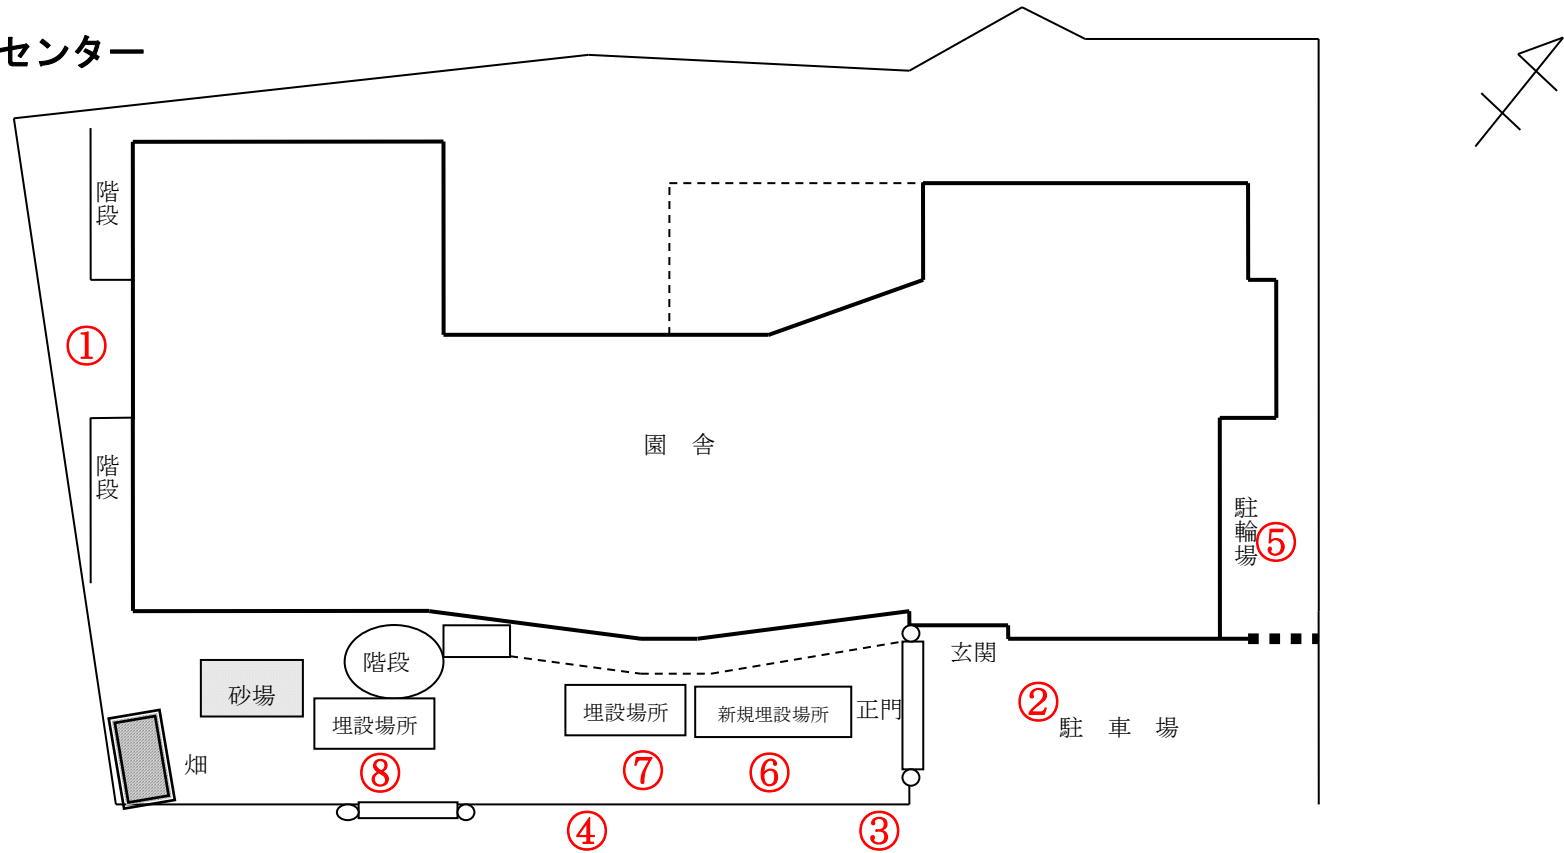 センター
階段
①
園　舎
階段
駐輪場
⑤
階段
玄関
砂場
埋設場所
埋設場所
新規埋設場所
正門
②
駐　車　場
畑
⑧
⑦
⑥
④
③